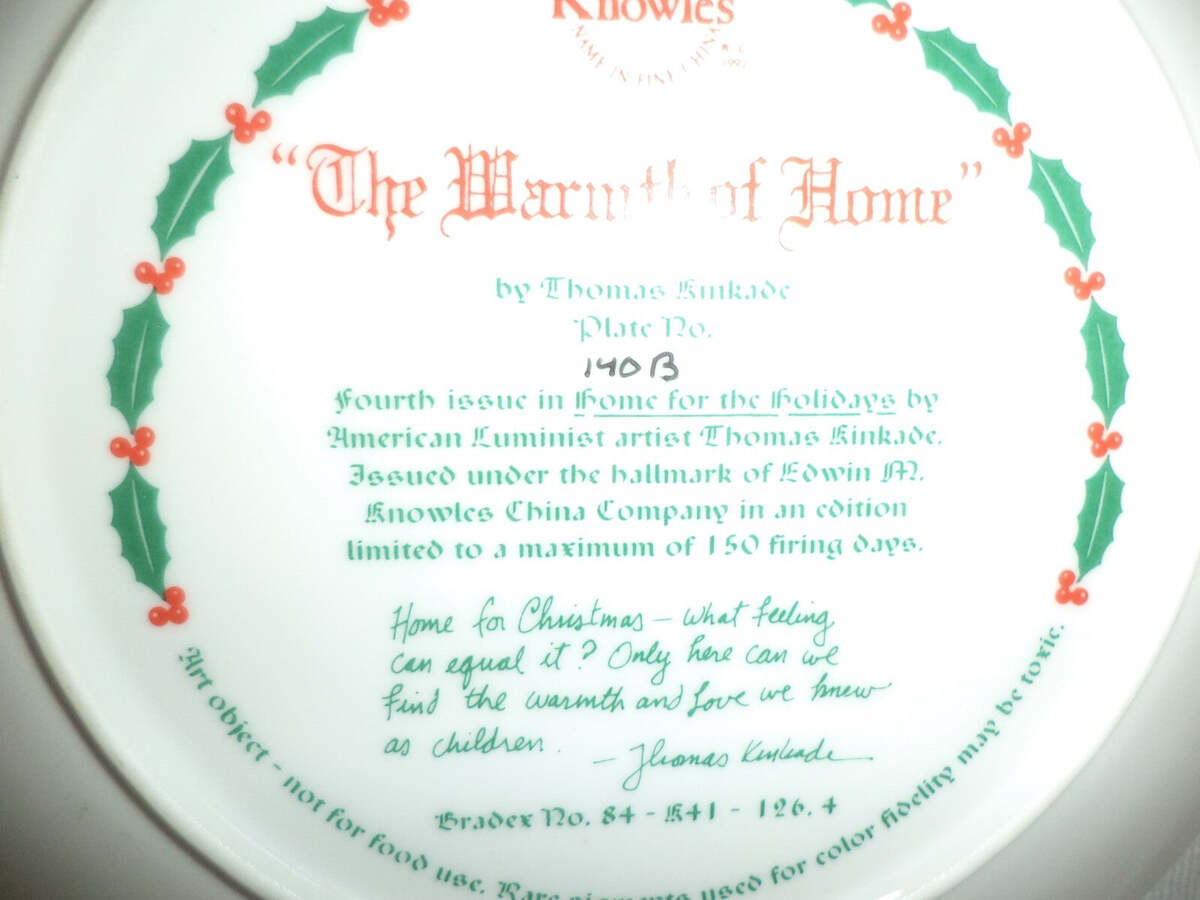 Knowles
NAME IN FINE CHINA
"The Warmth of Home"
by Thomas Kinkade
Plate No.
140B
Fourth issue in Home for the Holidays by
American Luminist artist Thomas Kinkade.
Issued under the hallmark of Edwin M.
Knowles China Company in an edition
limited to a maximum of 150 firing days.
Home for Christmas – what feeling
can equal it? Only here can we
find the warmth and love we knew
as children.
– Thomas Kinkade
Bradex No. 84 - K41 - 126.4
Art object - not for food use. Rare pigments used for color fidelity may be toxic.